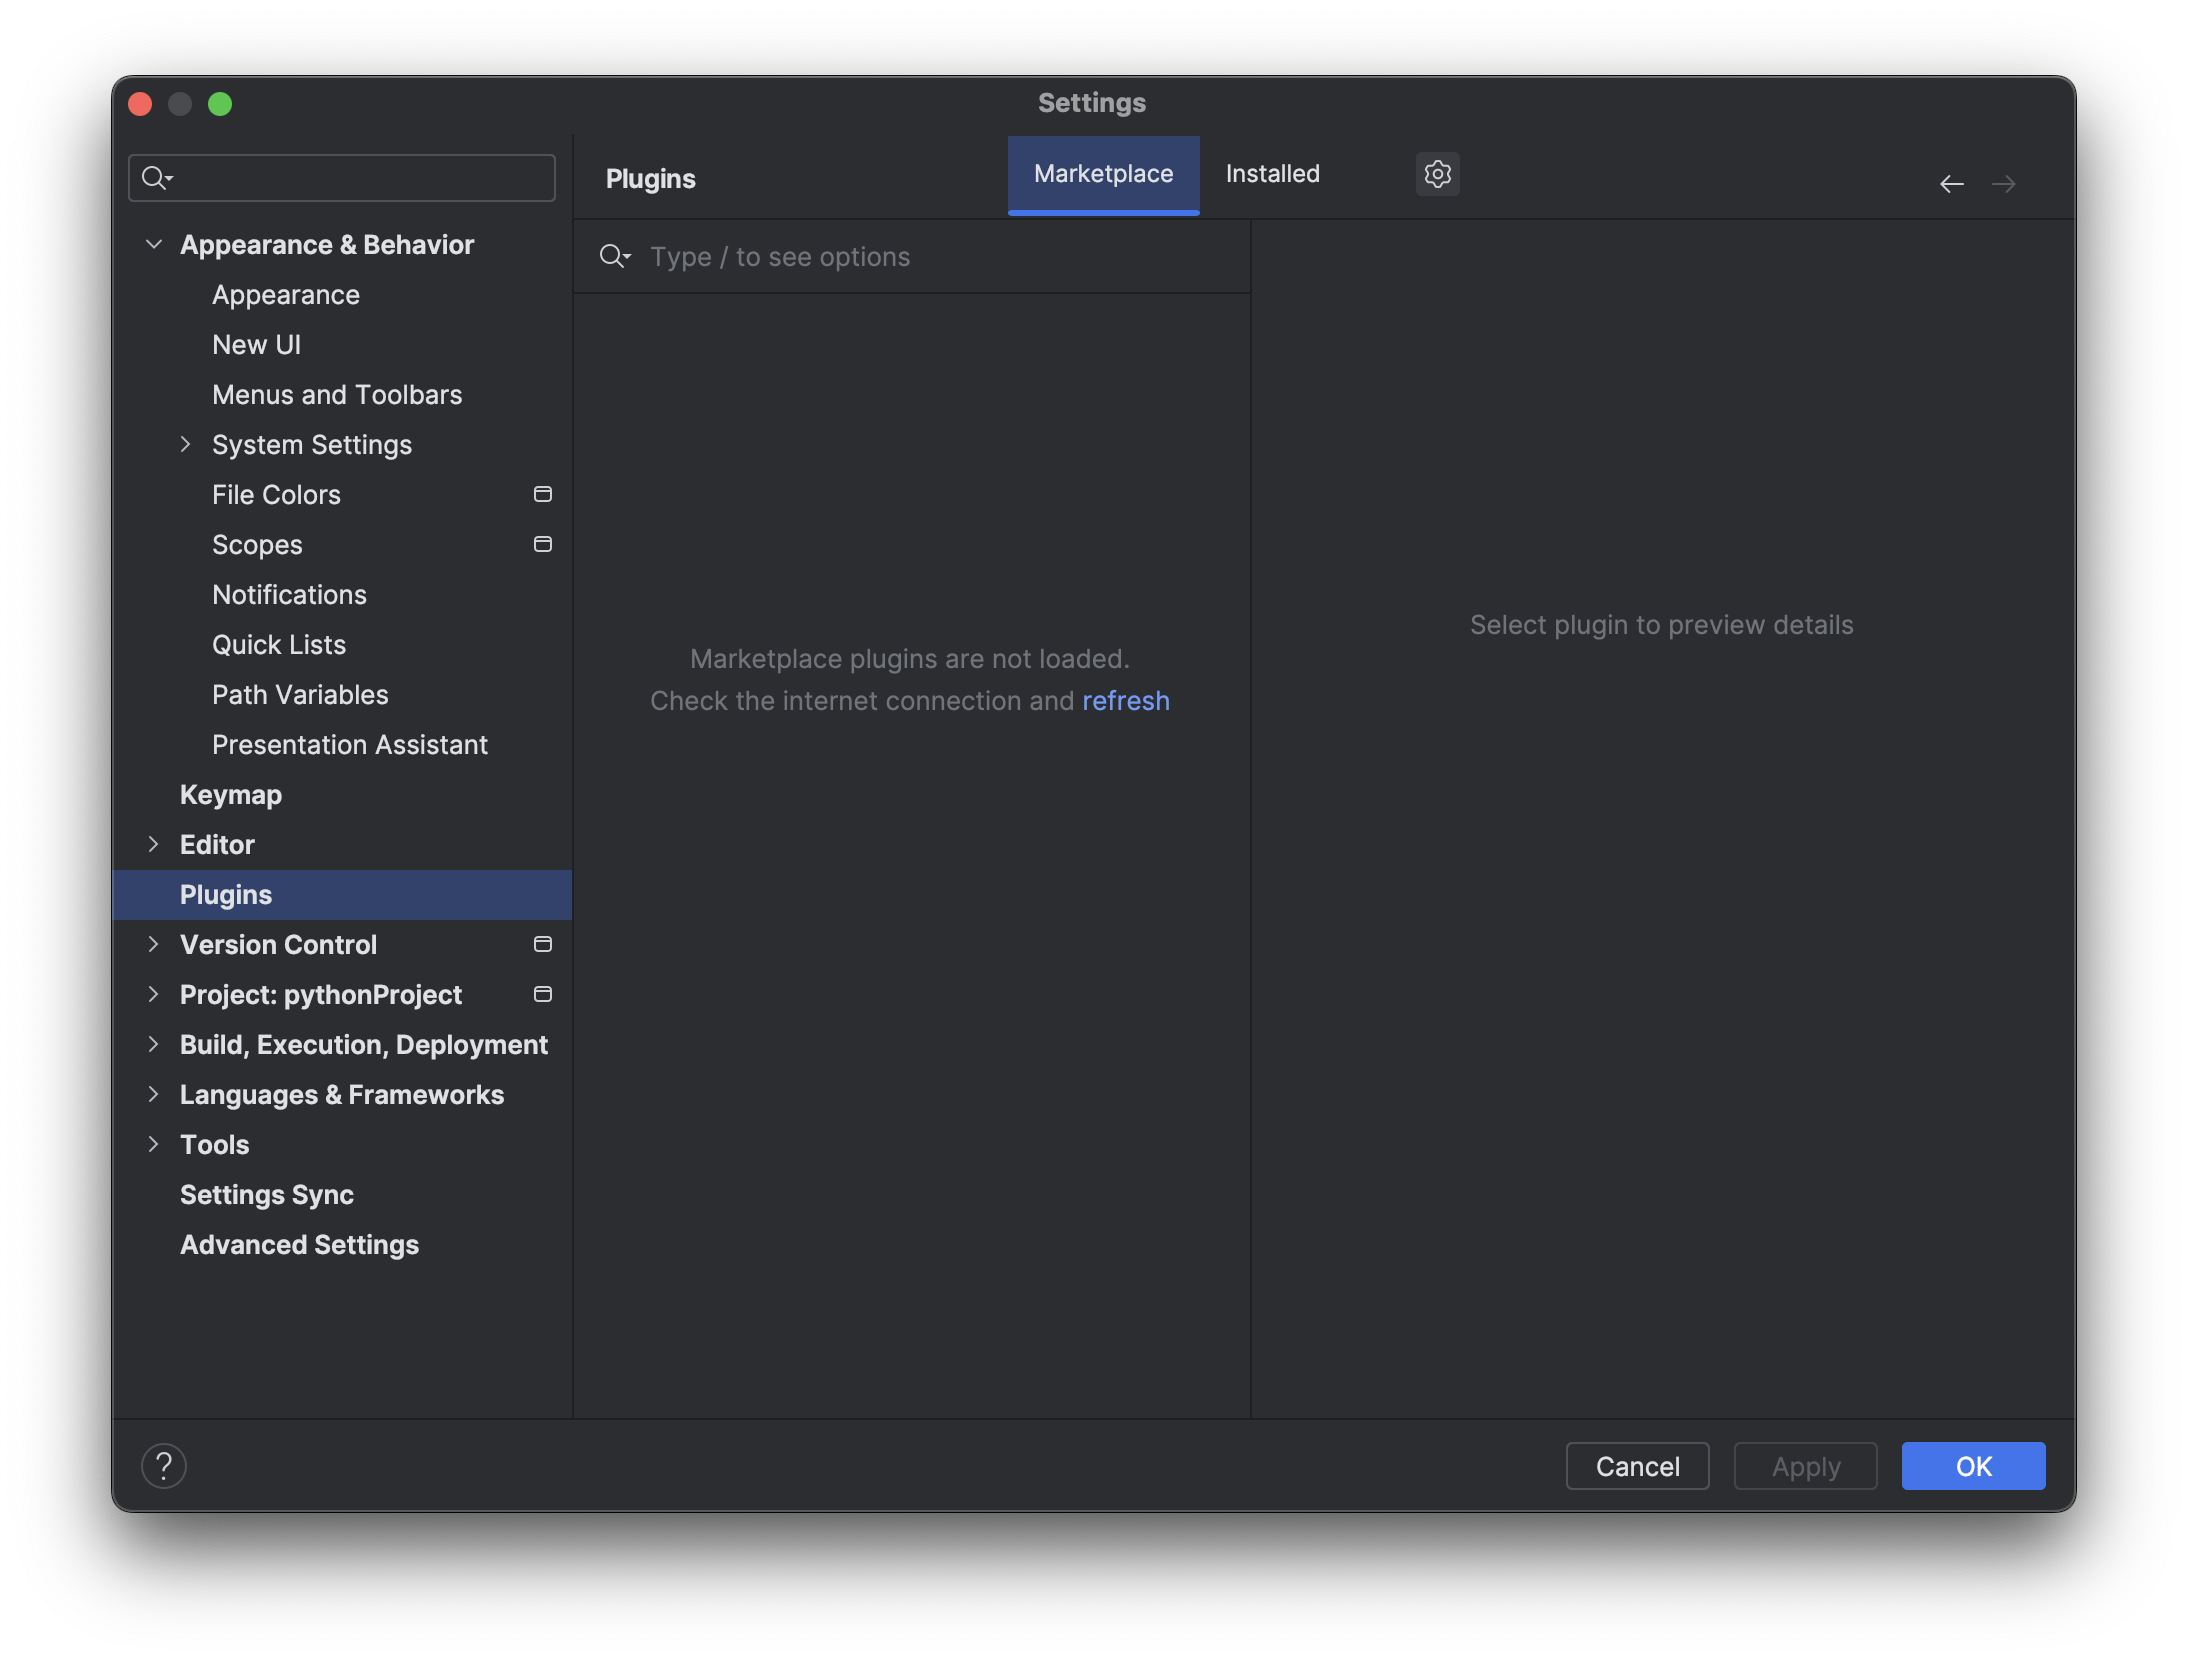 Settings
Appearance & Behavior
Appearance
New UI
Menus and Toolbars
System Settings
File Colors
Scopes
Notifications
Quick Lists
Path Variables
Presentation Assistant
Keymap
Editor
Plugins
Version Control
Project: pythonProject
Build, Execution, Deployment
Languages & Frameworks
Tools
Settings Sync
Advanced Settings
Plugins
Marketplace
Installed
Type / to see options
Marketplace plugins are not loaded.
Check the internet connection and refresh
Select plugin to preview details
?
Cancel
Apply
OK